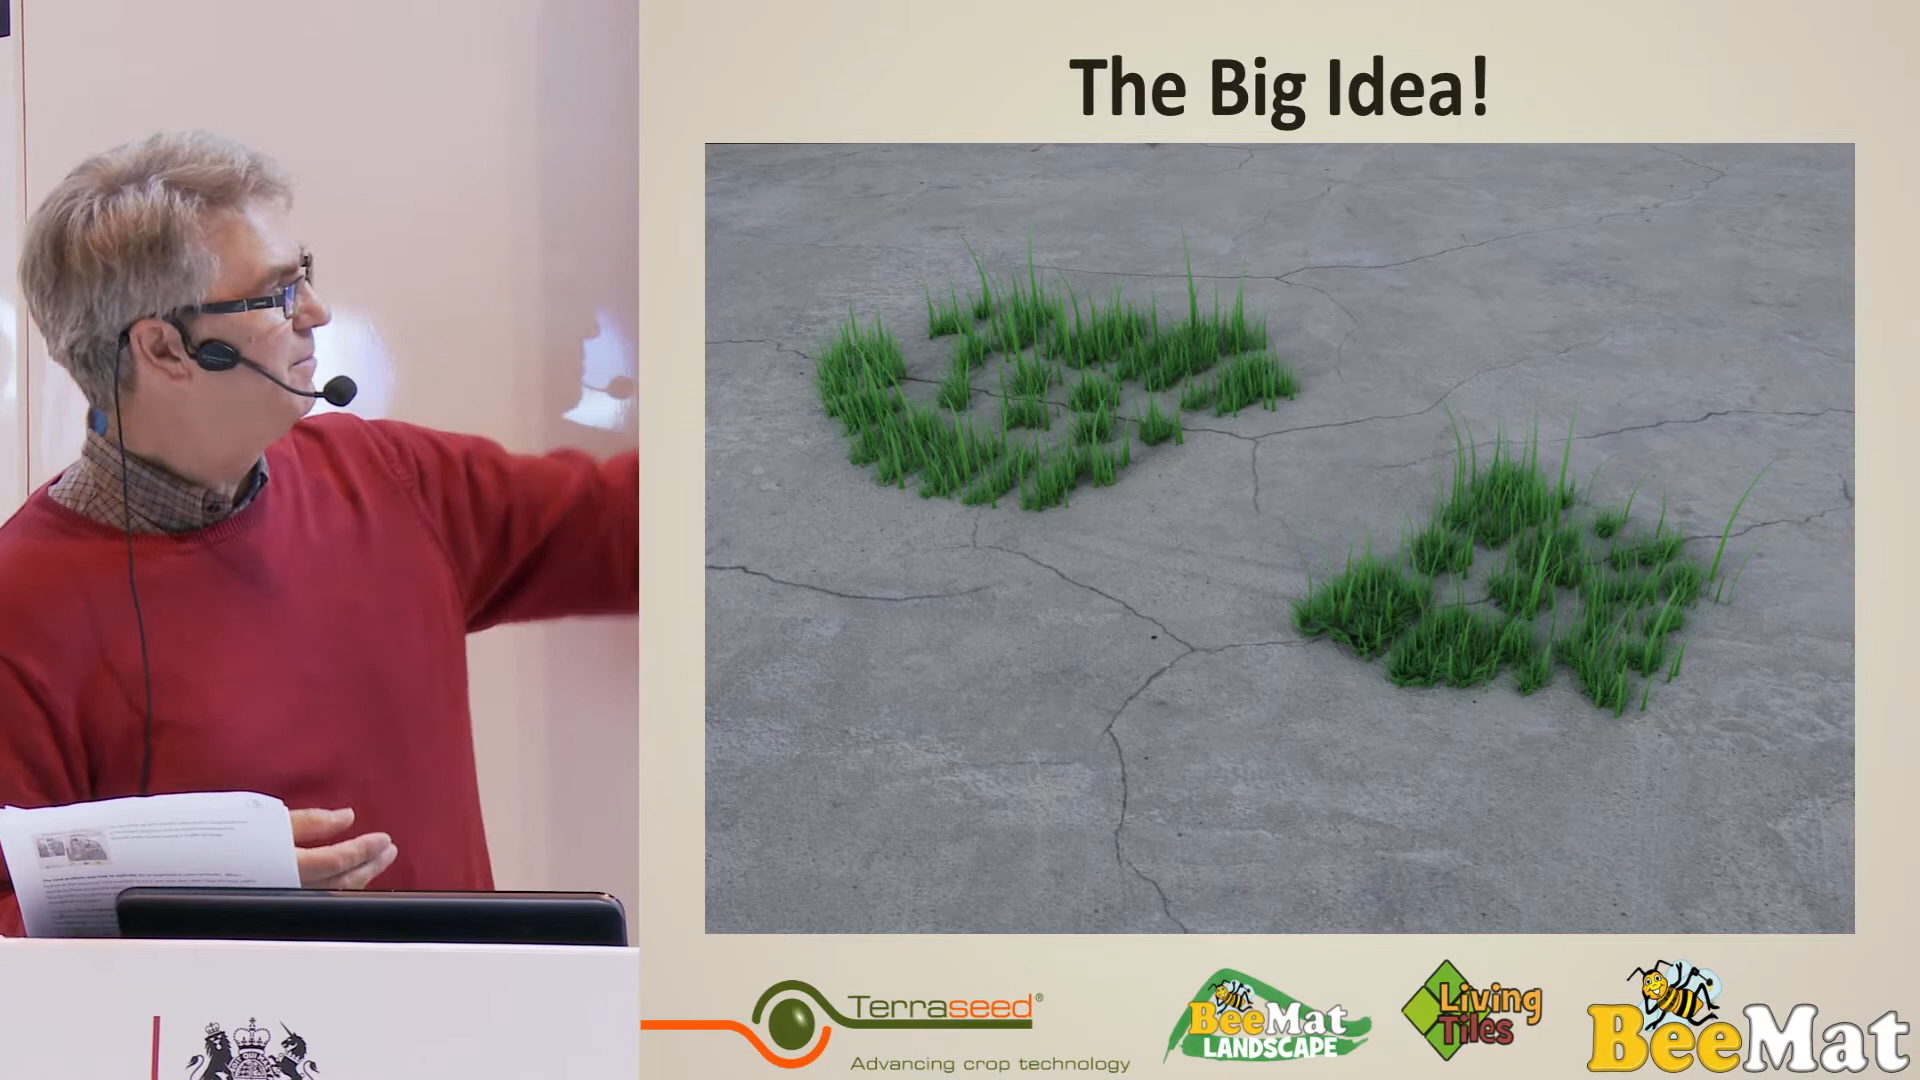 The Big Idea!
Terraseed®
Advancing crop technology
BeeMat
LANDSCAPE
Living
Tiles
BeeMat